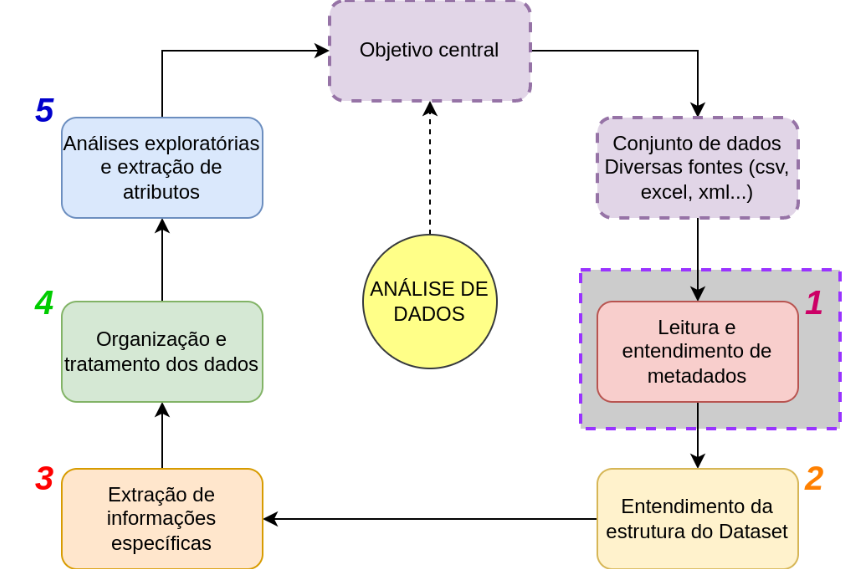 Objetivo central
5
Análises exploratórias
e extração de
atributos
Conjunto de dados
Diversas fontes (csv,
excel, xml...)
ANÁLISE DE
DADOS
4
Organização e
tratamento dos dados
1
Leitura e
entendimento de
metadados
3
Extração de
informações
específicas
2
Entendimento da
estrutura do Dataset